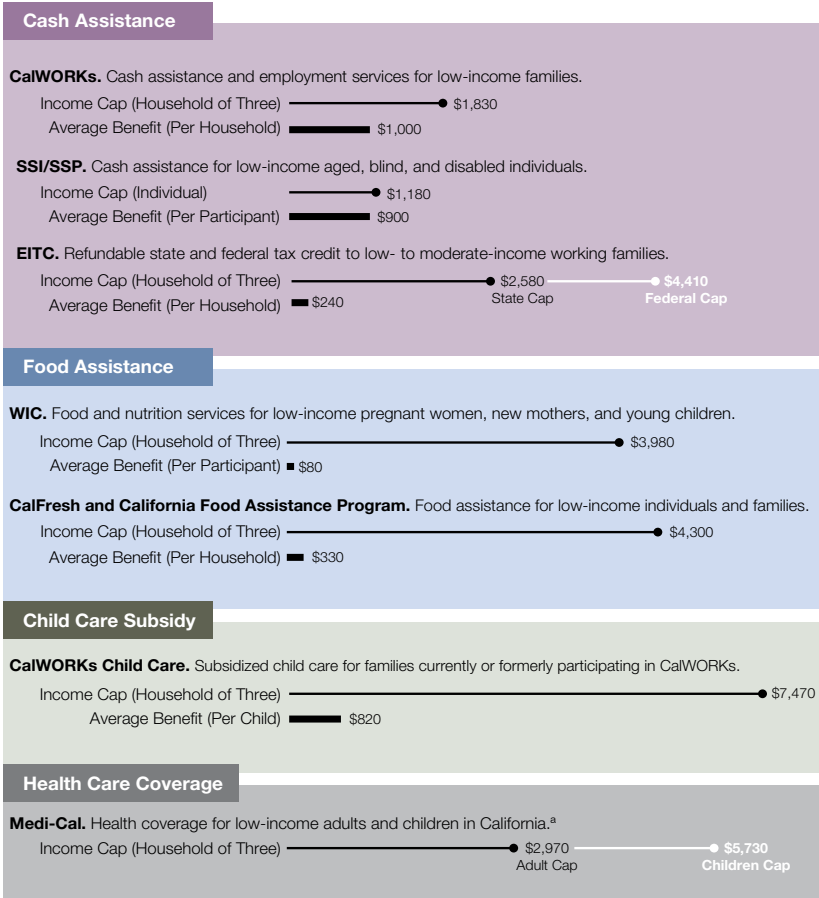 Cash Assistance
CalWORKs. Cash assistance and employment services for low-income families.
Income Cap (Household of Three) $1,830
Average Benefit (Per Household) $1,000
SSI/SSP. Cash assistance for low-income aged, blind, and disabled individuals.
Income Cap (Individual) $1,180
Average Benefit (Per Participant) $900
EITC. Refundable state and federal tax credit to low- to moderate-income working families.
Income Cap (Household of Three) $2,580 $4,410
State Cap Federal Cap
Average Benefit (Per Household) $240
Food Assistance
WIC. Food and nutrition services for low-income pregnant women, new mothers, and young children.
Income Cap (Household of Three) $3,980
Average Benefit (Per Participant) $80
CalFresh and California Food Assistance Program. Food assistance for low-income individuals and families.
Income Cap (Household of Three) $4,300
Average Benefit (Per Household) $330
Child Care Subsidy
CalWORKs Child Care. Subsidized child care for families currently or formerly participating in CalWORKs.
Income Cap (Household of Three) $7,470
Average Benefit (Per Child) $820
Health Care Coverage
Medi-Cal. Health coverage for low-income adults and children in California.ª
Income Cap (Household of Three) $2,970 $5,730
Adult Cap Children Cap